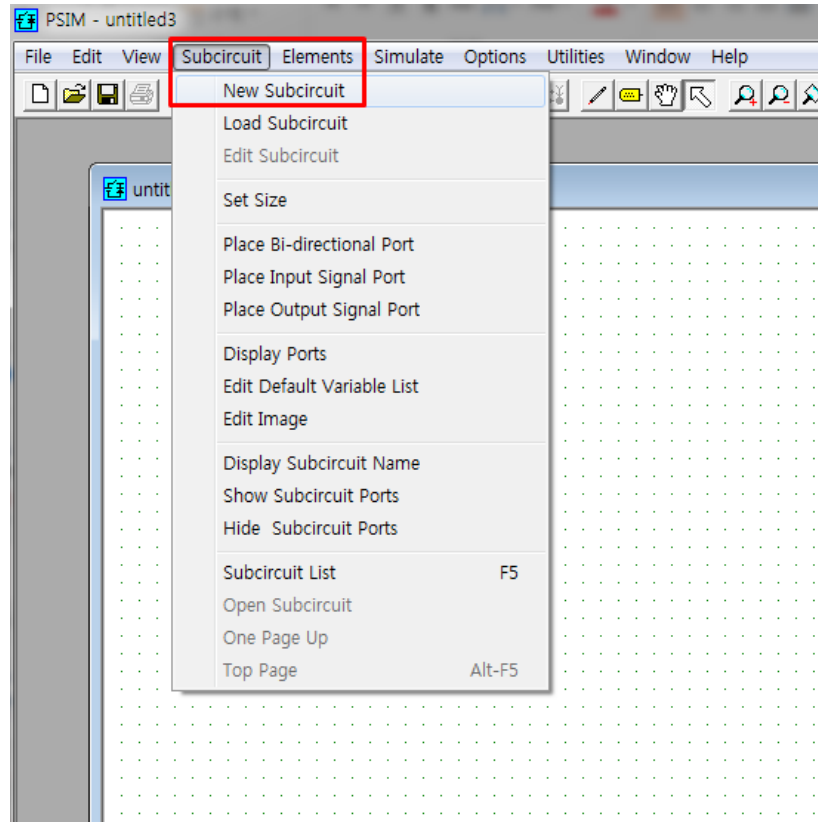 PSIM - untitled3
File Edit View Subcircuit Elements Simulate Options Utilities Window Help
New Subcircuit
Load Subcircuit
Edit Subcircuit
untit
Set Size
Place Bi-directional Port
Place Input Signal Port
Place Output Signal Port
Display Ports
Edit Default Variable List
Edit Image
Display Subcircuit Name
Show Subcircuit Ports
Hide Subcircuit Ports
Subcircuit List F5
Open Subcircuit
One Page Up
Top Page Alt-F5